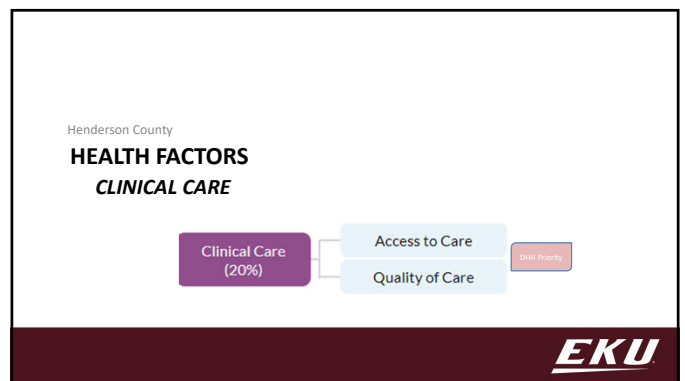 Henderson County
HEALTH FACTORS
CLINICAL CARE
Clinical Care
(20%)
Access to Care
Quality of Care
DHH Priority
EKU